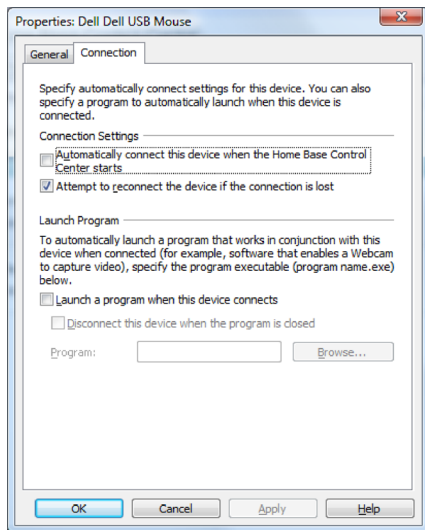 Properties: Dell Dell USB Mouse
General
Connection
Specify automatically connect settings for this device. You can also
specify a program to automatically launch when this device is
connected.
Connection Settings
Automatically connect this device when the Home Base Control
Center starts
Attempt to reconnect the device if the connection is lost
Launch Program
To automatically launch a program that works in conjunction with this
device when connected (for example, software that enables a Webcam
to capture video), specify the program executable (program name.exe)
below.
Launch a program when this device connects
Disconnect this device when the program is closed
Program:
Browse...
OK
Cancel
Apply
Help